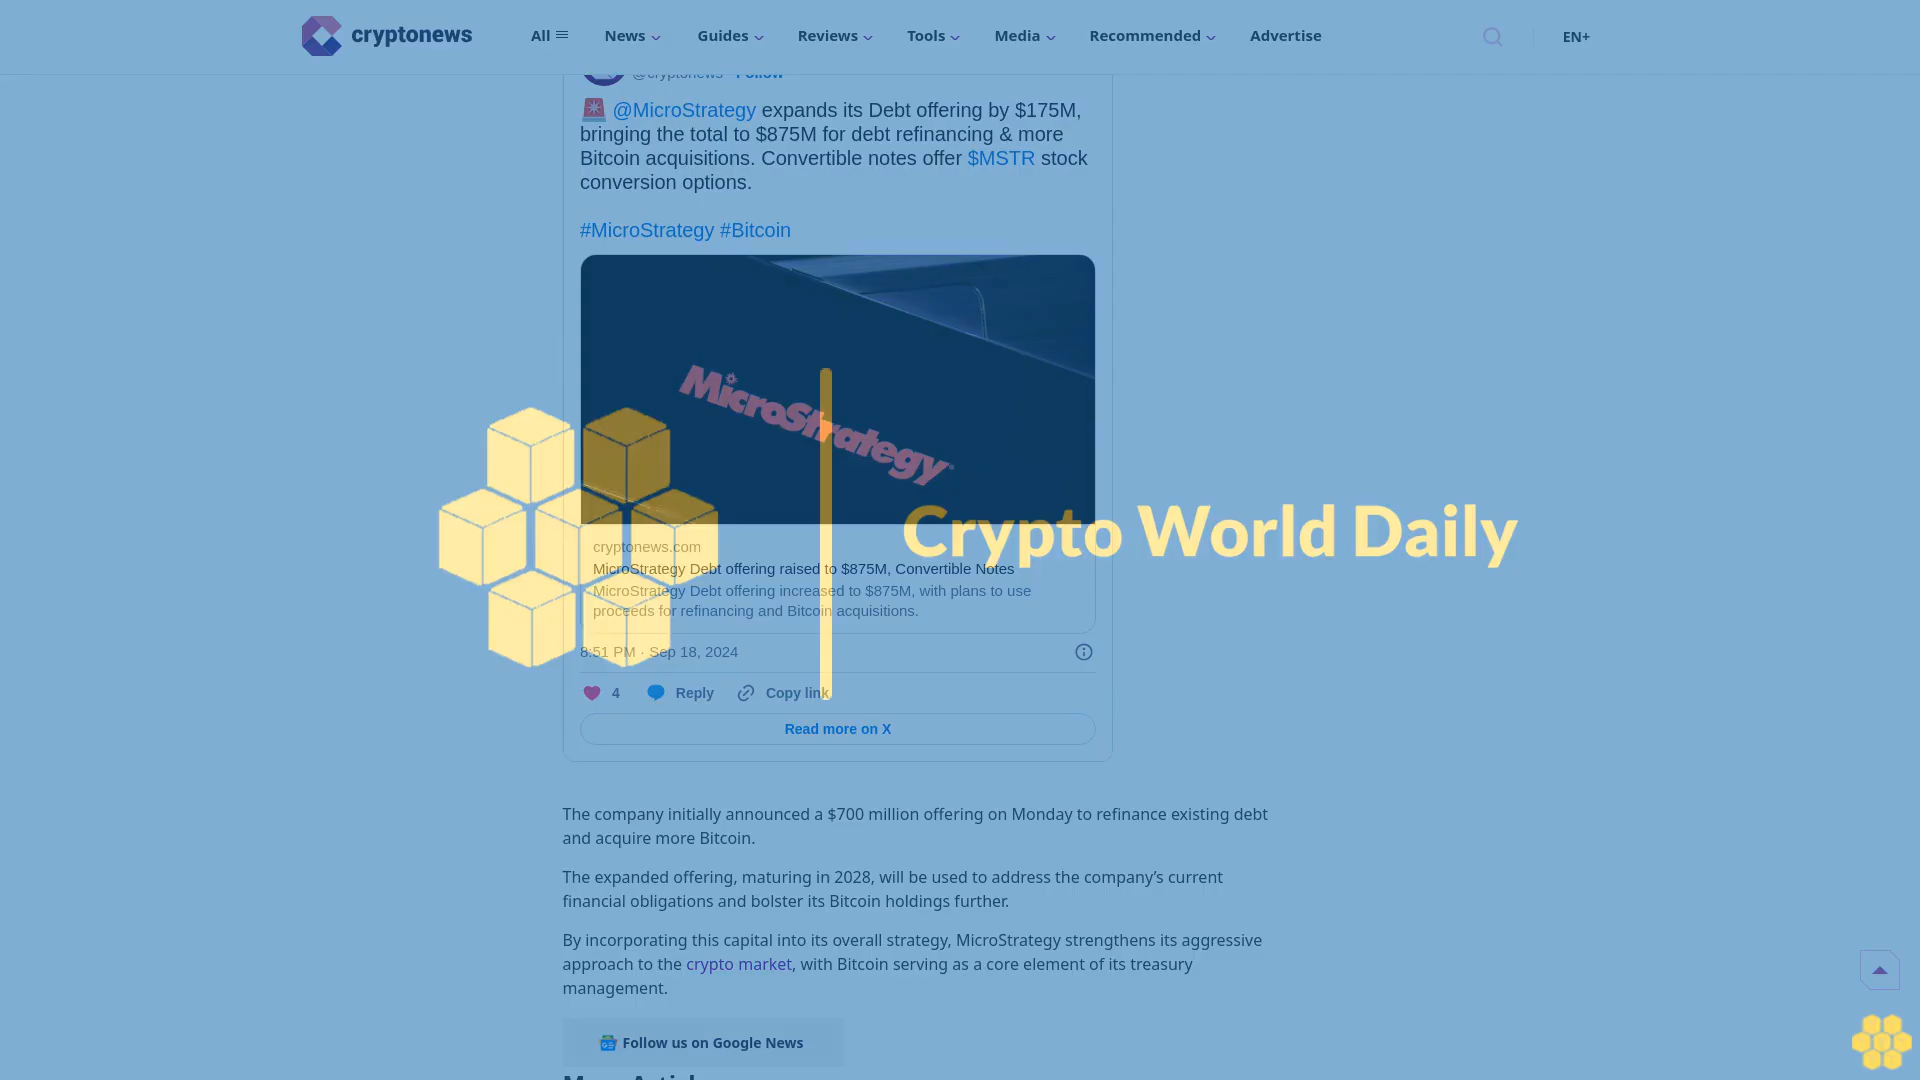 cryptonews
All News Guides Reviews Tools Media Recommended Advertise EN+
@cryptonews · Follow
@MicroStrategy expands its Debt offering by $175M,
bringing the total to $875M for debt refinancing & more
Bitcoin acquisitions. Convertible notes offer $MSTR stock
conversion options.
#MicroStrategy #Bitcoin
MicroStrategy
Crypto World Daily
cryptonews.com
MicroStrategy Debt offering raised to $875M, Convertible Notes
MicroStrategy Debt offering increased to $875M, with plans to use
proceeds for refinancing and Bitcoin acquisitions.
8:51 PM · Sep 18, 2024
4 Reply Copy link
Read more on X
The company initially announced a $700 million offering on Monday to refinance existing debt
and acquire more Bitcoin.
The expanded offering, maturing in 2028, will be used to address the company’s current
financial obligations and bolster its Bitcoin holdings further.
By incorporating this capital into its overall strategy, MicroStrategy strengthens its aggressive
approach to the crypto market, with Bitcoin serving as a core element of its treasury
management.
Follow us on Google News